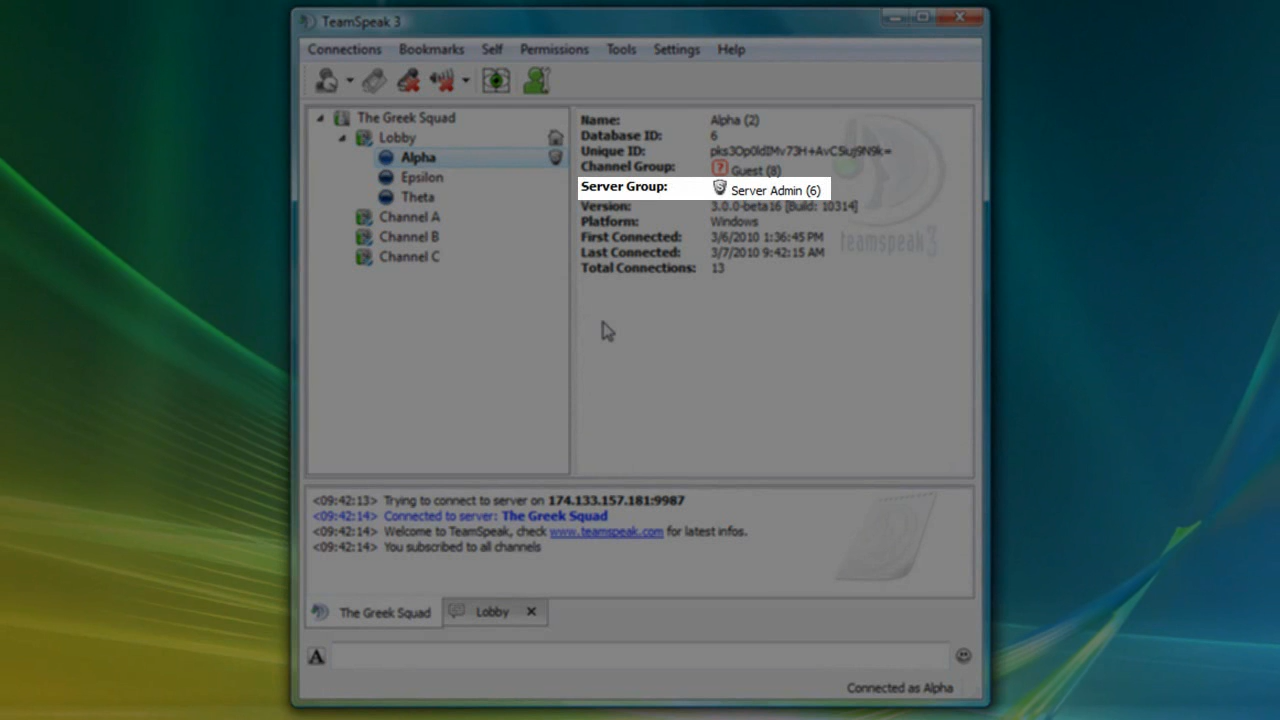 TeamSpeak 3
Connections Bookmarks Self Permissions Tools Settings Help
The Greek Squad
Lobby
Alpha
Epsilon
Theta
Channel A
Channel B
Channel C
Name: Alpha (2)
Database ID: 6
Unique ID:
Channel Group: Guest (8)
Server Group: Server Admin (6)
Version: 3.0.0-beta16 [Build: 10314]
Platform: Windows
First Connected: 3/6/2010 1:36:45 PM
Last Connected: 3/7/2010 9:42:15 AM
Total Connections: 13
teamspeak 3
<09:42:13> Trying to connect to server on 174.133.157.181:9987
<09:42:14> Connected to server: The Greek Squad
<09:42:14> Welcome to TeamSpeak, check www.teamspeak.com for latest infos.
<09:42:14> You subscribed to all channels
The Greek Squad
Lobby
A
Connected as Alpha